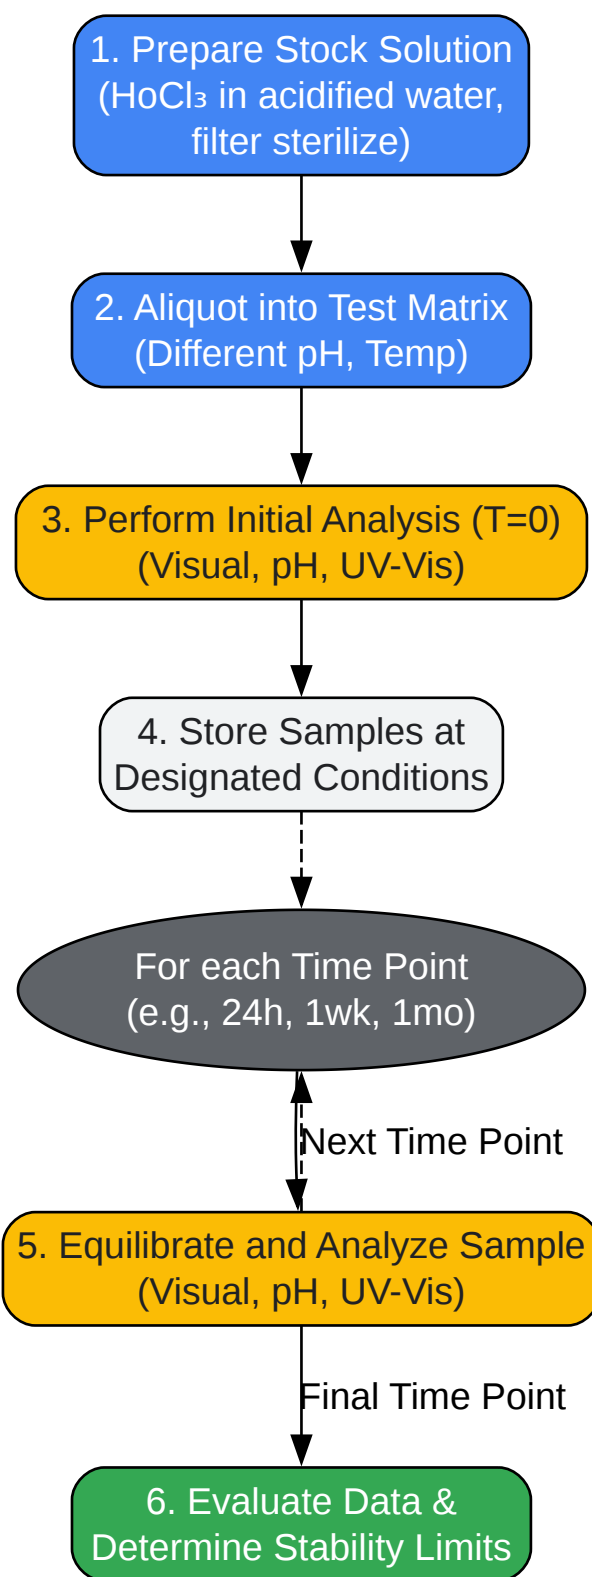 1. Prepare Stock Solution
(HoCl₃ in acidified water,
filter sterilize)
2. Aliquot into Test Matrix
(Different pH, Temp)
3. Perform Initial Analysis (T=0)
(Visual, pH, UV-Vis)
4. Store Samples at
Designated Conditions
For each Time Point
(e.g., 24h, 1wk, 1mo)
Next Time Point
5. Equilibrate and Analyze Sample
(Visual, pH, UV-Vis)
Final Time Point
6. Evaluate Data &
Determine Stability Limits